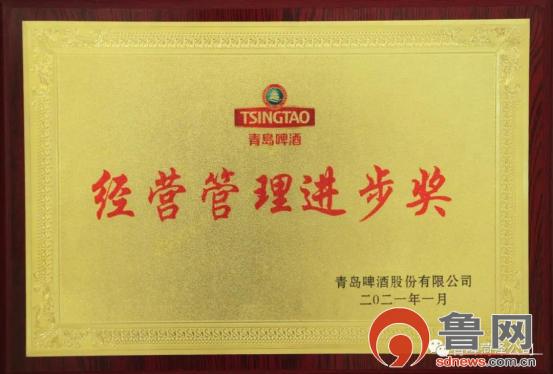 TSINGTAO
青岛啤酒
经营管理进步奖
青岛啤酒股份有限公司
二〇二一年一月
鲁网
sdnews.com.cn